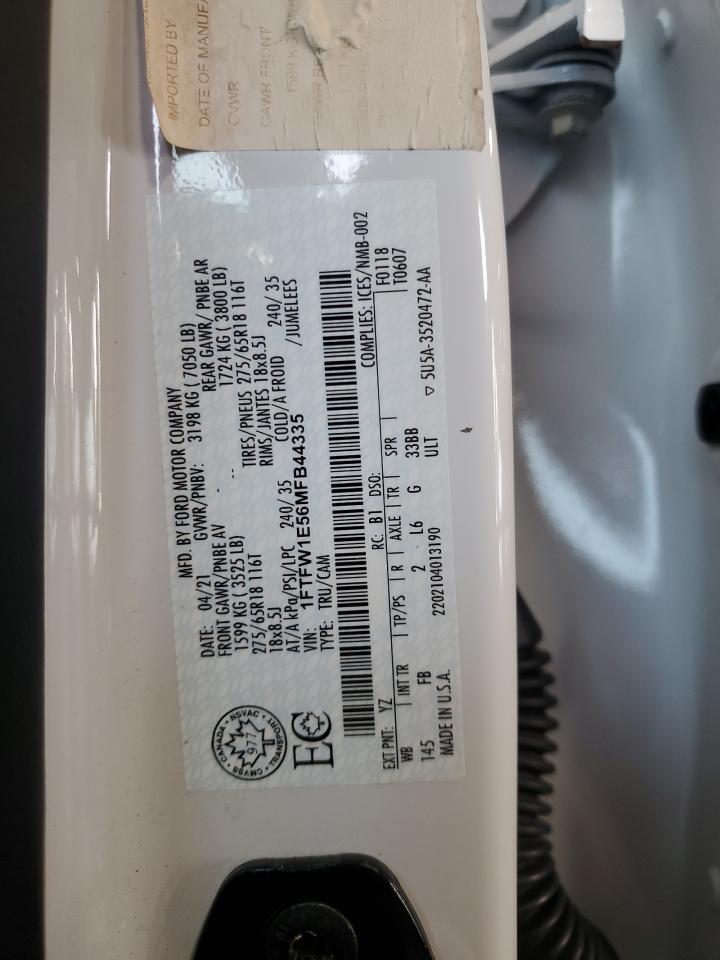 IMPORTED BY
DATE OF MANUFA
GVWR
GAWR FRONT
1599 KG
MFD. BY FORD MOTOR COMPANY
DATE: 04/21 GVWR/PNBV: 3198 KG ( 7050 LB)
FRONT GAWR/PNBE AV REAR GAWR/ PNBE AR
1599 KG ( 3525 LB) 1724 KG ( 3800 LB)
275/65R18 116T TIRES/PNEUS 275/65R18 116T
18x8.5J RIMS/JANTES 18x8.5J
AT/A kPa/PSI/LPC 240/ 35 COLD/A FROID 240/ 35
VIN: 1FTFW1E56MFB44335 /JUMELEES
TYPE: TRU/CAM
CANADA
NSVAC
TRANSPORT
CMVSS
977
EC
COMPLIES: ICES/NMB-002
EXT PNT: YZ RC: B1 DSO: F0118
WB INT TR TP/PS R AXLE TR SPR T0607
145 FB 2 L6 G 33BB
ULT
MADE IN U.S.A. 2202104013190 ▽ 5U5A-3520472-AA